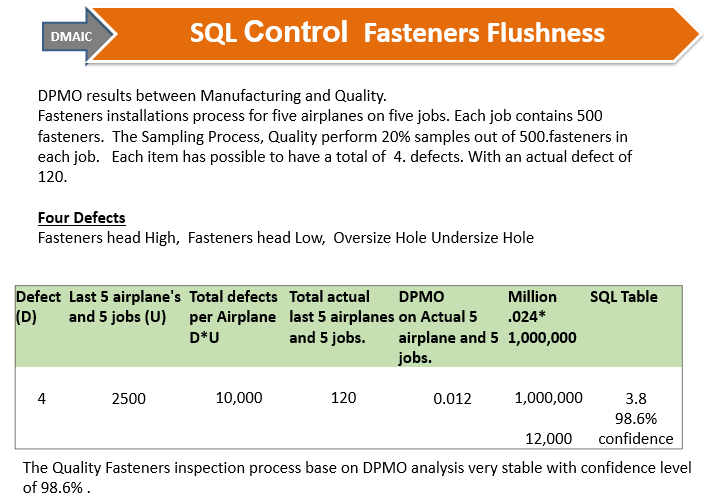 DMAIC
SQL Control Fasteners Flushness
DPMO results between Manufacturing and Quality.
Fasteners installations process for five airplanes on five jobs. Each job contains 500
fasteners. The Sampling Process, Quality perform 20% samples out of 500.fasteners in
each job. Each item has possible to have a total of 4. defects. With an actual defect of
120.
Four Defects
Fasteners head High, Fasteners head Low, Oversize Hole Undersize Hole
Defect Last 5 airplane's Total defects Total actual DPMO Million SQL Table
(D) and 5 jobs (U) per Airplane last 5 airplanes on Actual 5 .024*
D*U and 5 jobs. airplane and 5 1,000,000
jobs.
4 2500 10,000 120 0.012 1,000,000 3.8
98.6%
12,000 confidence
The Quality Fasteners inspection process base on DPMO analysis very stable with confidence level
of 98.6% .